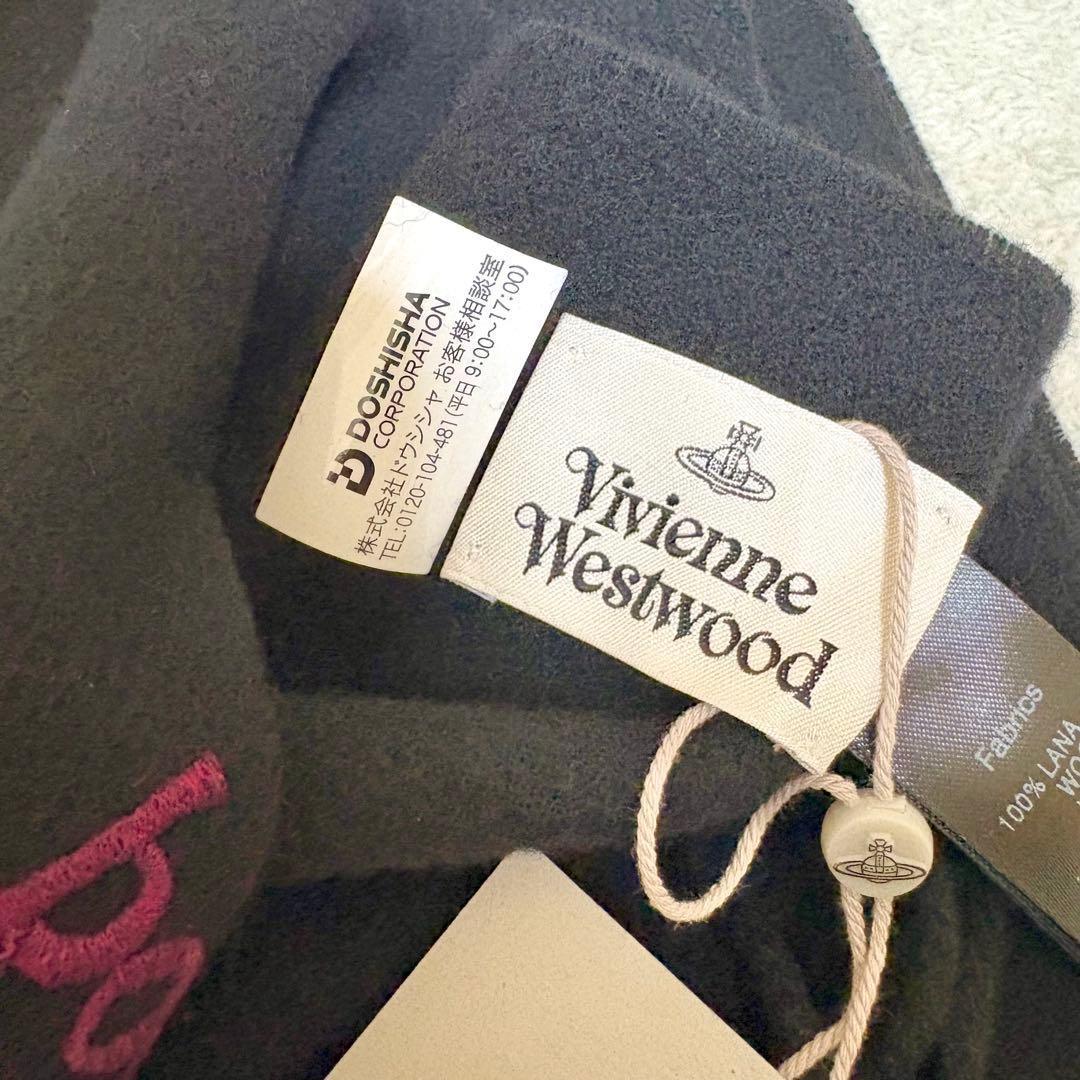 DOSHISHA
CORPORATION
株式会社ドウシシャ お客様相談室
TEL:0120-104-481(平日 9:00~17:00)
Vivienne
Westwood
Fabrics
100% LANA